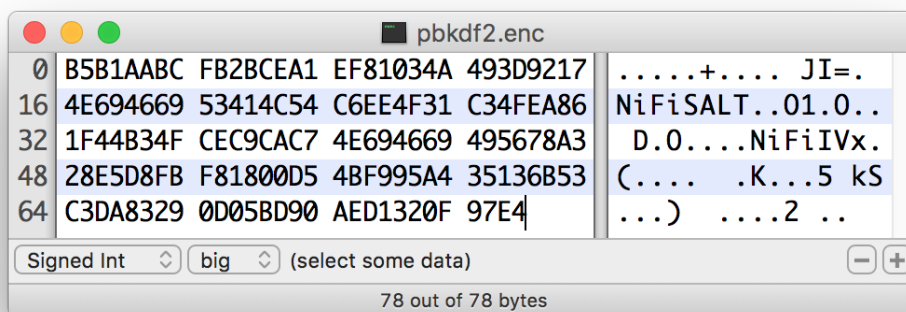 pbkdf2.enc
0 B5B1AABC FB2BCEA1 EF81034A 493D9217 .....+.... JI=.
16 4E694669 53414C54 C6EE4F31 C34FEA86 NiFiSALT..O1.O..
32 1F44B34F CEC9CAC7 4E694669 495678A3 D.O....NiFiIVx.
48 28E5D8FB F81800D5 4BF995A4 35136B53 (.... .K...5 kS
64 C3DA8329 0D05BD90 AED1320F 97E4 ...) ....2 ..
Signed Int big (select some data)
78 out of 78 bytes